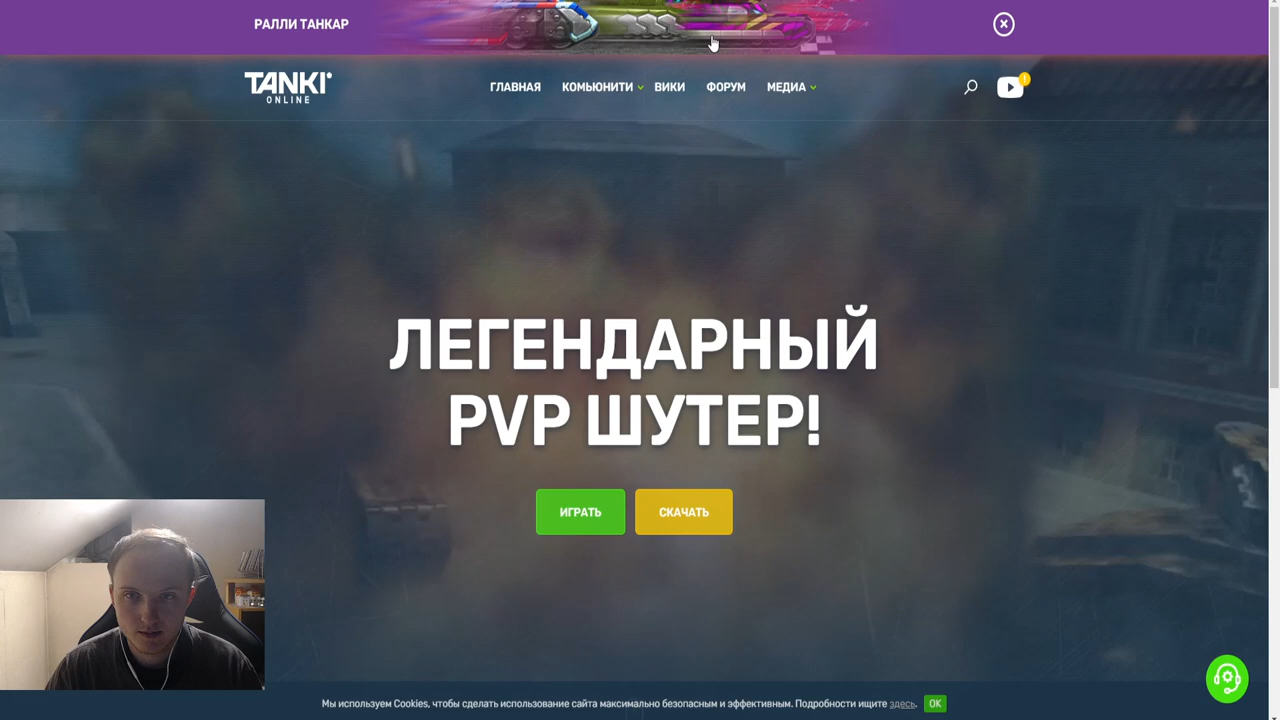 РАЛЛИ ТАНКАР
TANKI
ONLINE
ГЛАВНАЯ КОМЬЮНИТИ ВИКИ ФОРУМ МЕДИА
ЛЕГЕНДАРНЫЙ
PVP ШУТЕР!
ИГРАТЬ СКАЧАТЬ
Мы используем Cookies, чтобы сделать использование сайта максимально безопасным и эффективным. Подробности ищите здесь. OK